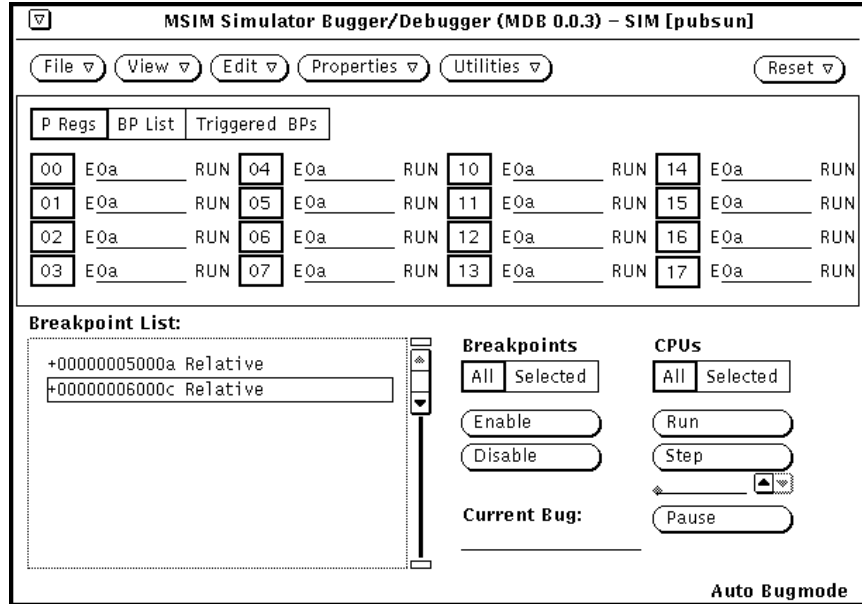 MSIM Simulator Bugger/Debugger (MDB 0.0.3) – SIM [pubsun]
File View Edit Properties Utilities Reset
P Regs BP List Triggered BPs
00 E0a RUN 04 E0a RUN 10 E0a RUN 14 E0a RUN
01 E0a RUN 05 E0a RUN 11 E0a RUN 15 E0a RUN
02 E0a RUN 06 E0a RUN 12 E0a RUN 16 E0a RUN
03 E0a RUN 07 E0a RUN 13 E0a RUN 17 E0a RUN
Breakpoint List:
+00000005000a Relative
+00000006000c Relative
Breakpoints
All Selected
Enable
Disable
Current Bug:
CPUs
All Selected
Run
Step
Pause
Auto Bugmode